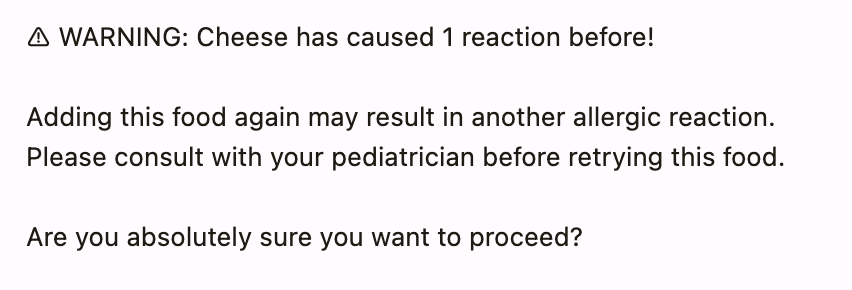 ⚠ WARNING: Cheese has caused 1 reaction before!
Adding this food again may result in another allergic reaction.
Please consult with your pediatrician before retrying this food.
Are you absolutely sure you want to proceed?